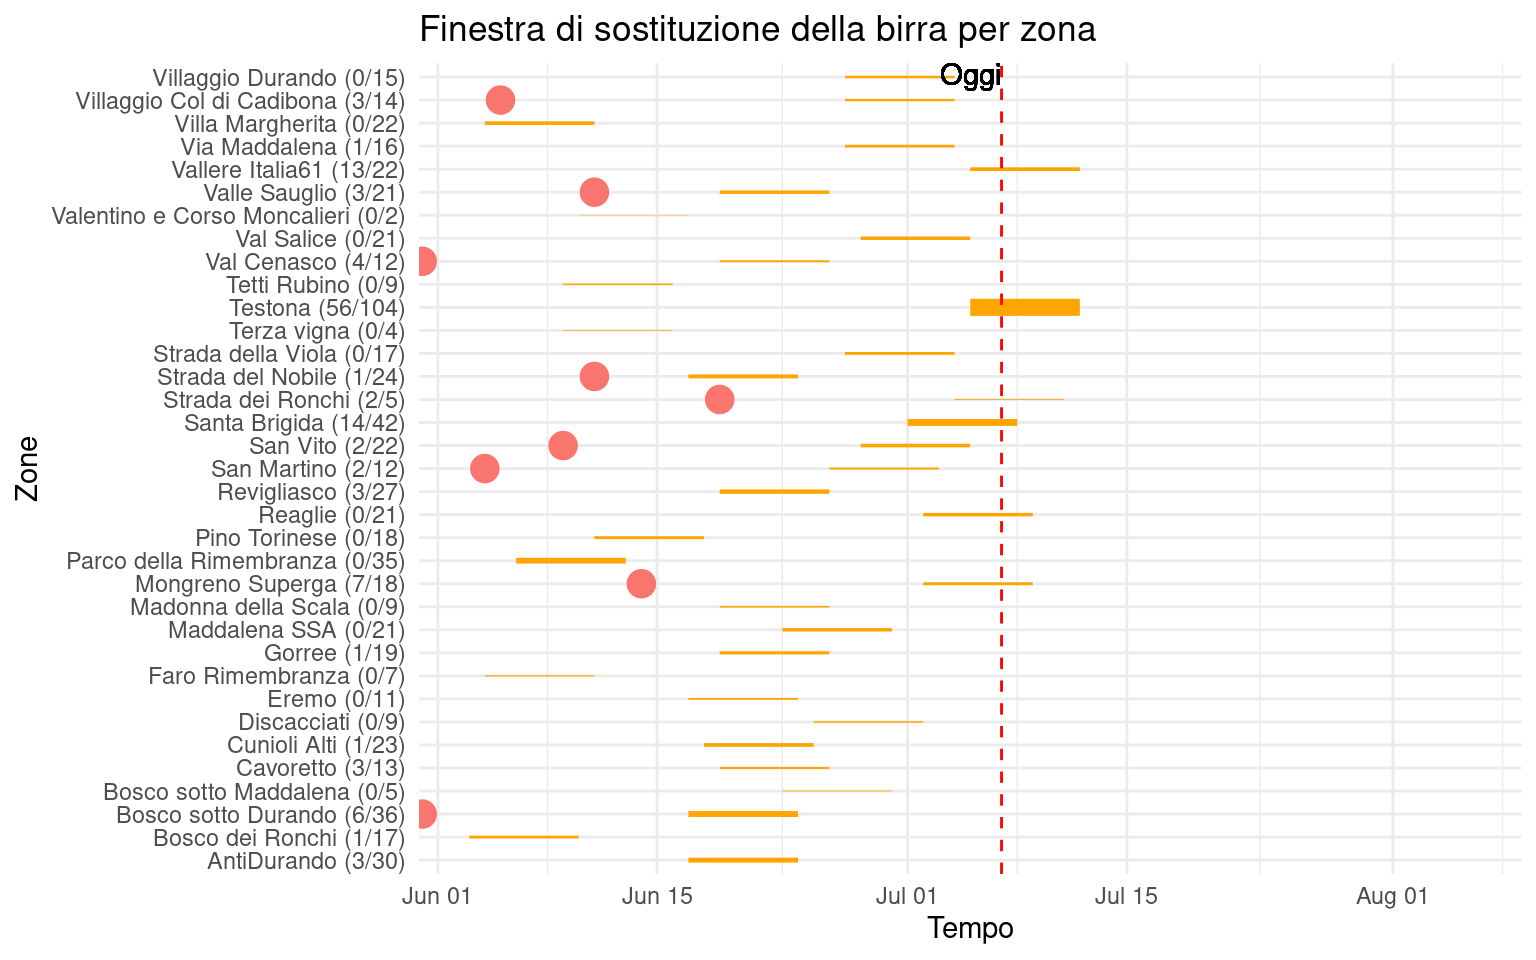 Finestra di sostituzione della birra per zona
Oggi
Villaggio Durando (0/15)
Villaggio Col di Cadibona (3/14)
Villa Margherita (0/22)
Via Maddalena (1/16)
Vallere Italia61 (13/22)
Valle Sauglio (3/21)
Valentino e Corso Moncalieri (0/2)
Val Salice (0/21)
Val Cenasco (4/12)
Tetti Rubino (0/9)
Testona (56/104)
Terza vigna (0/4)
Strada della Viola (0/17)
Strada del Nobile (1/24)
Strada dei Ronchi (2/5)
Santa Brigida (14/42)
San Vito (2/22)
San Martino (2/12)
Revigliasco (3/27)
Reaglie (0/21)
Pino Torinese (0/18)
Parco della Rimembranza (0/35)
Mongreno Superga (7/18)
Madonna della Scala (0/9)
Maddalena SSA (0/21)
Gorree (1/19)
Faro Rimembranza (0/7)
Eremo (0/11)
Discacciati (0/9)
Cunioli Alti (1/23)
Cavoretto (3/13)
Bosco sotto Maddalena (0/5)
Bosco sotto Durando (6/36)
Bosco dei Ronchi (1/17)
AntiDurando (3/30)
Zone
Jun 01 Jun 15 Jul 01 Jul 15 Aug 01
Tempo